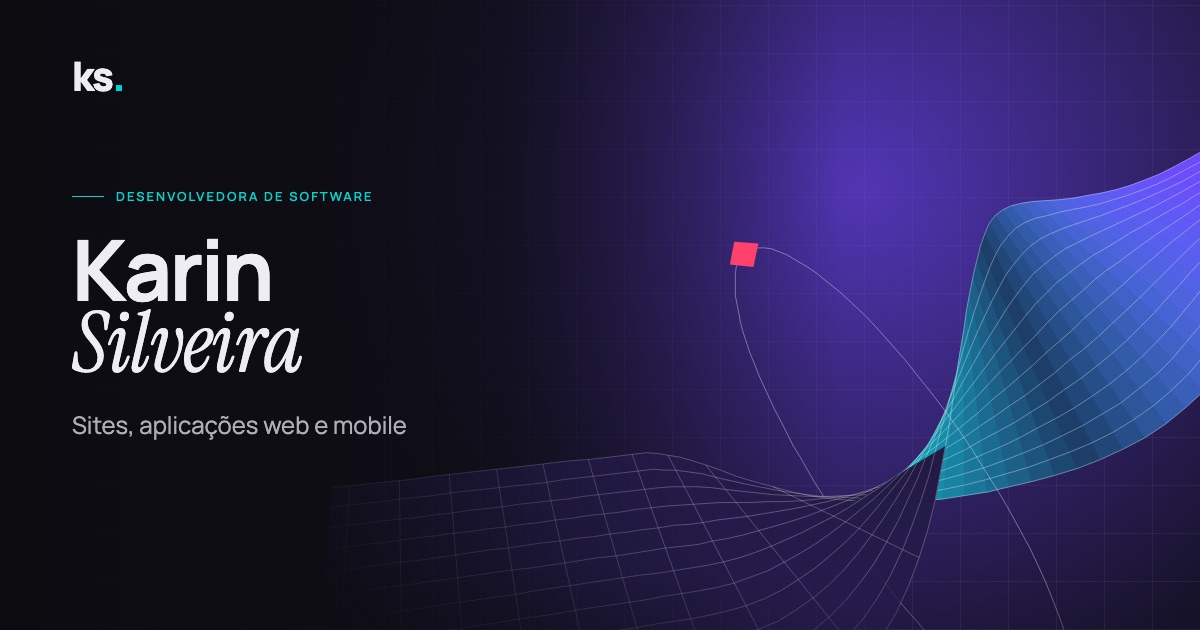 ks.
DESENVOLVEDORA DE SOFTWARE
Karin
Silveira
Sites, aplicações web e mobile